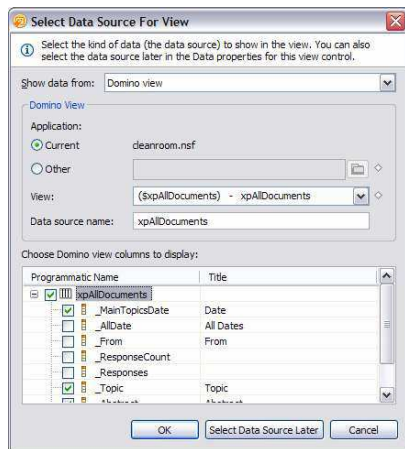 Select Data Source For View
Select the kind of data (the data source) to show in the view. You can also
select the data source later in the Data properties for this view control.
Show data from: Domino view
Domino View
Application:
Current cleanroom.nsf
Other
View: ($xpAllDocuments) - xpAllDocuments
Data source name: xpAllDocuments
Choose Domino view columns to display:
Programmatic Name Title
xpAllDocuments
_MainTopicsDate Date
_AllDate All Dates
_From From
_ResponseCount
_Responses
_Topic Topic
_Abstract Abstract
OK Select Data Source Later Cancel